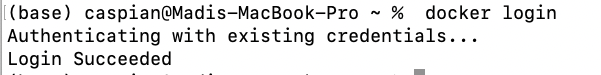 (base) caspian@Madis-MacBook-Pro ~ % docker login
Authenticating with existing credentials...
Login Succeeded